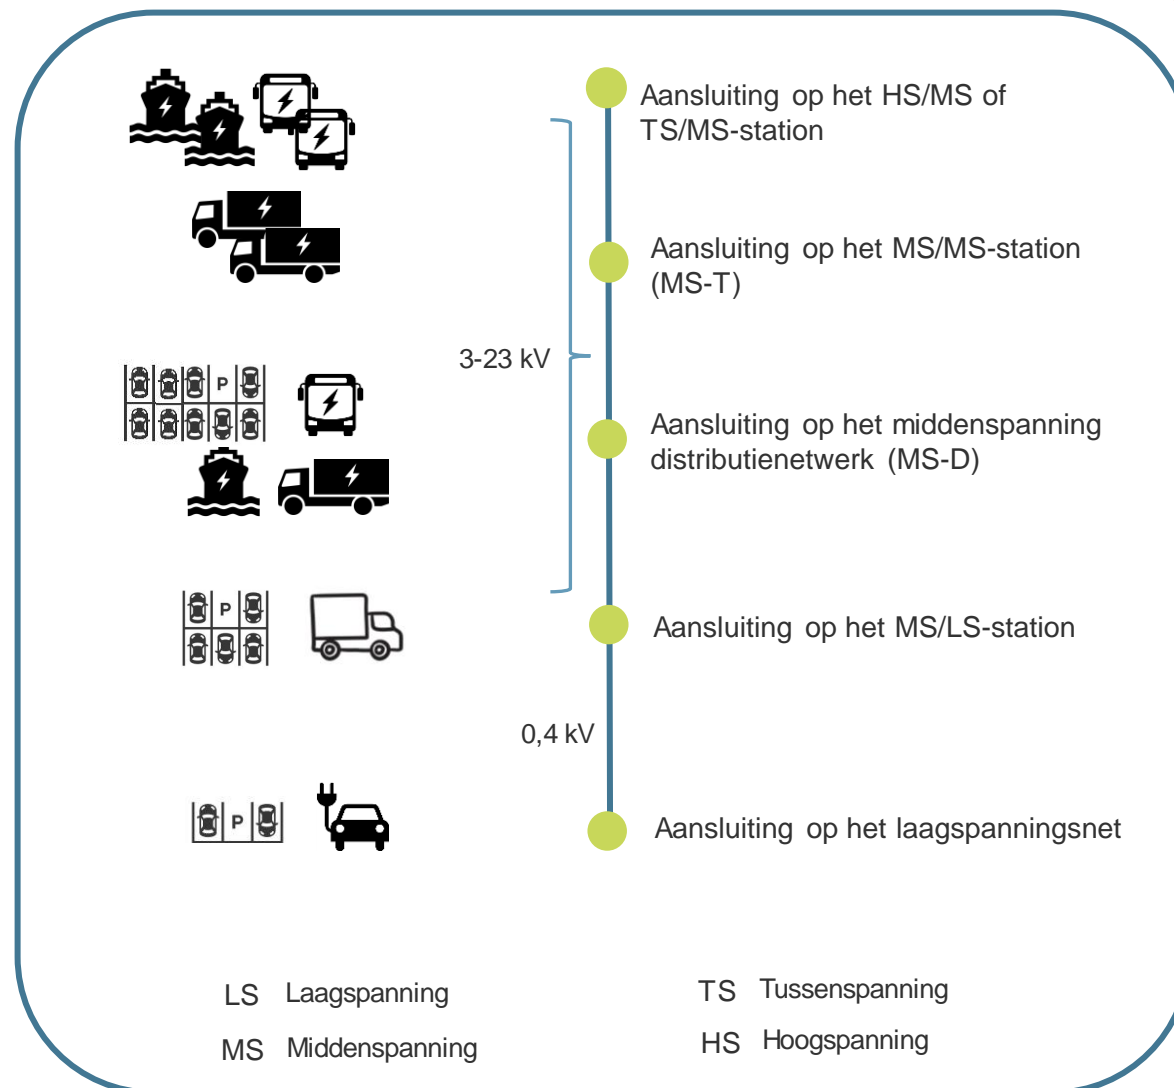 Aansluiting op het HS/MS of
TS/MS-station
Aansluiting op het MS/MS-station
(MS-T)
3-23 kV
P
Aansluiting op het middenspanning
distributienetwerk (MS-D)
P
Aansluiting op het MS/LS-station
0,4 kV
P
Aansluiting op het laagspanningsnet
LS Laagspanning
TS Tussenspanning
MS Middenspanning
HS Hoogspanning